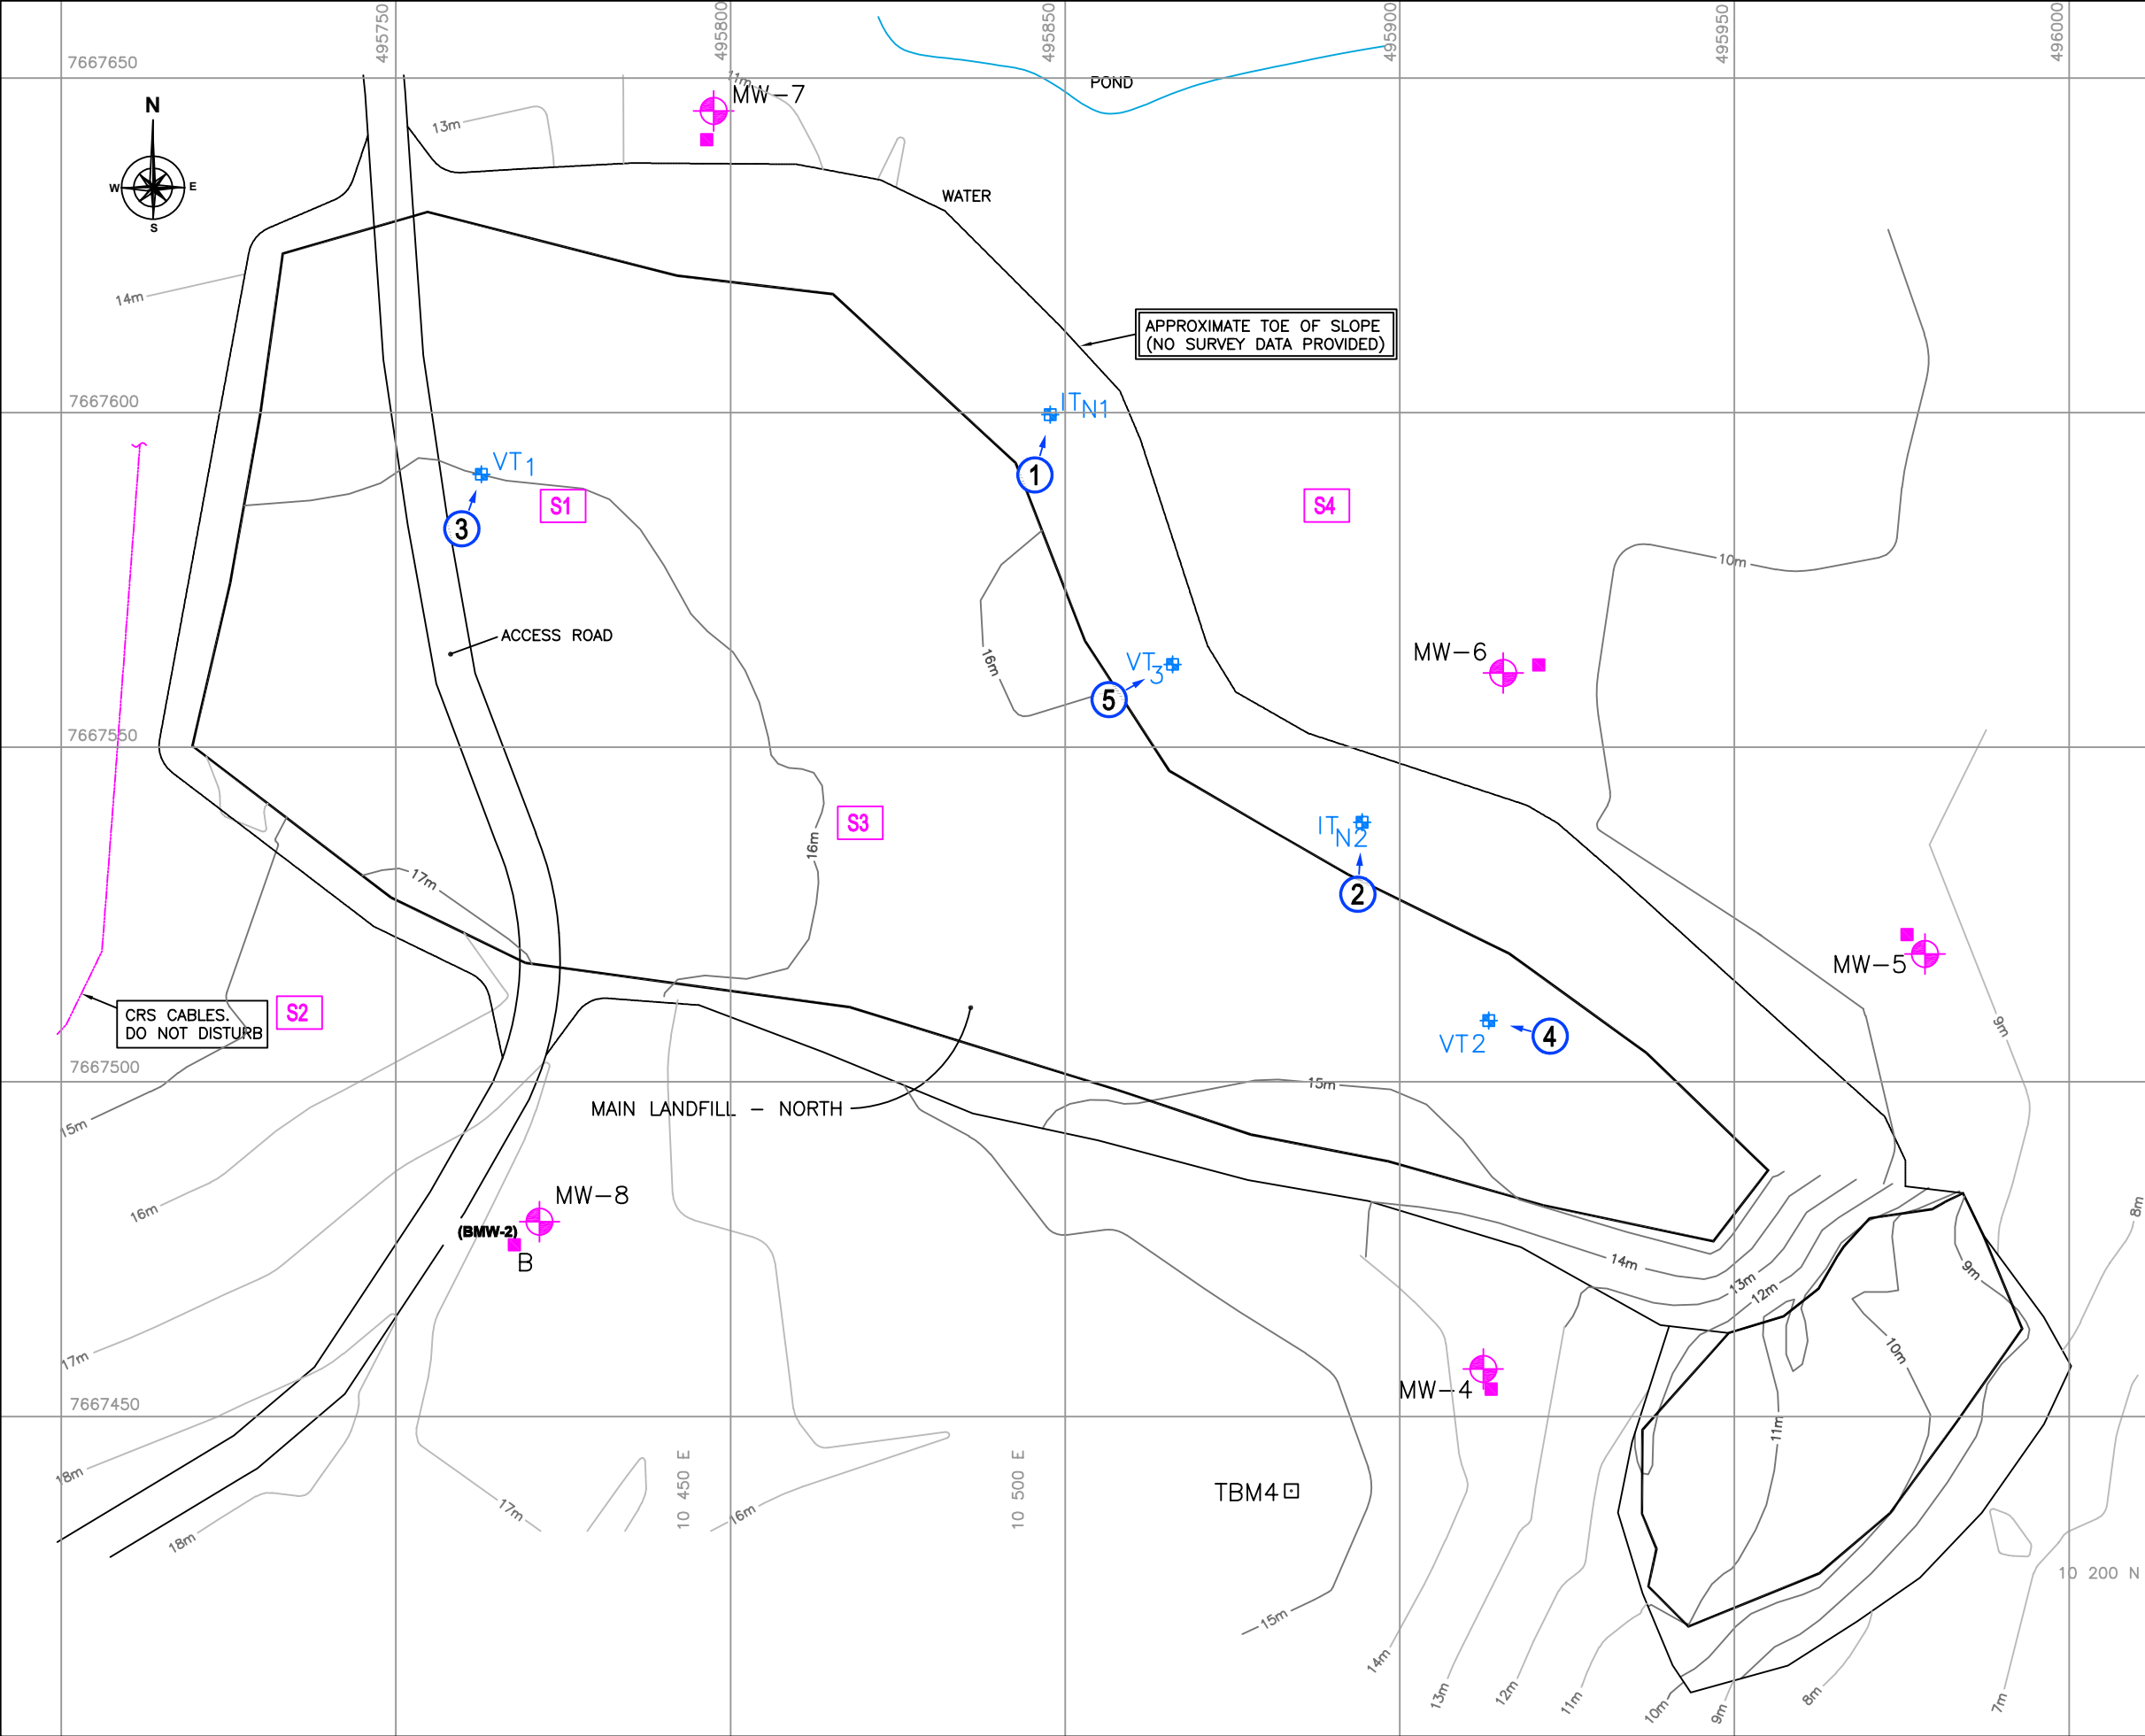 495750
495800
495850
495900
495950
496000
7667650
11m
MW-7
POND
N
13m
W
E
S
WATER
14m
APPROXIMATE TOE OF SLOPE
(NO SURVEY DATA PROVIDED)
7667600
ITN1
VT1
1
S1
S4
3
10m
ACCESS ROAD
MW-6
16m
VT3
5
7667550
S3
16m
ITN2
17m
2
MW-5
CRS CABLES.
DO NOT DISTURB
S2
9m
4
VT2
7667500
15m
15m
MAIN LANDFILL - NORTH
MW-8
16m
8m
(BMW-2)
B
14m
9m
13m
12m
17m
10m
MW-4
7667450
11m
18m
10 450 E
10 500 E
TBM4
17m
16m
18m
10 200 N
15m
14m
13m
12m
11m
10m
9m
8m
7m